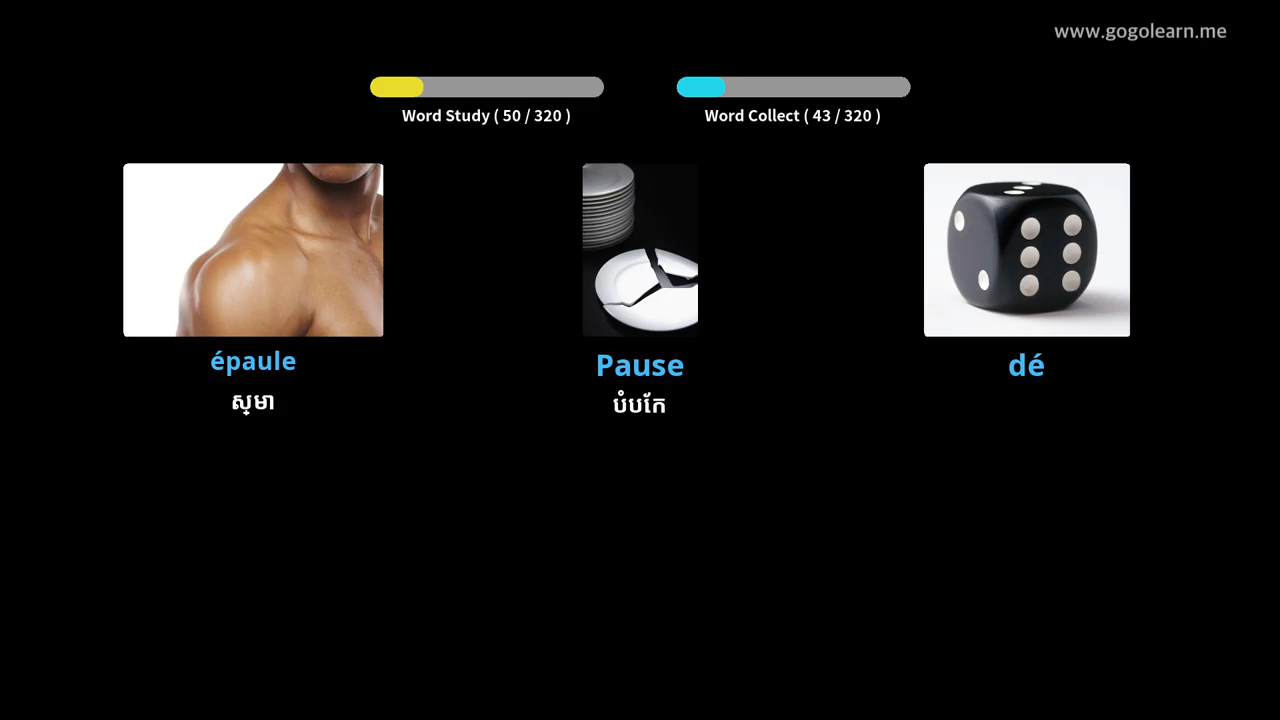 www.gogolearn.me
Word Study ( 50 / 320 )
Word Collect ( 43 / 320 )
épaule
ស្មា
Pause
បំបែក
dé